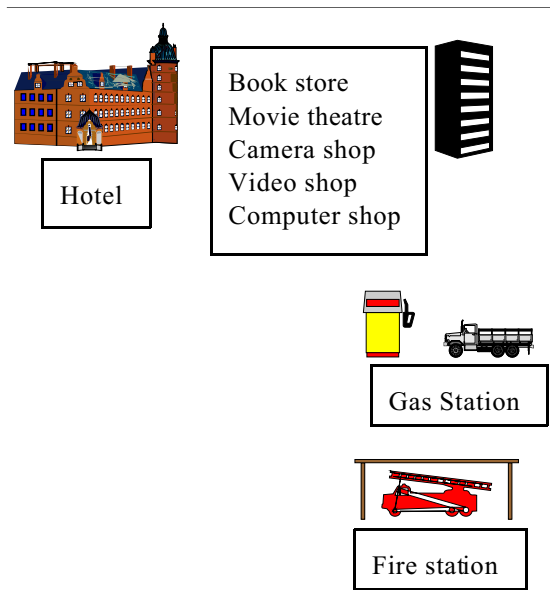 Hotel
Book store
Movie theatre
Camera shop
Video shop
Computer shop
Gas Station
Fire station